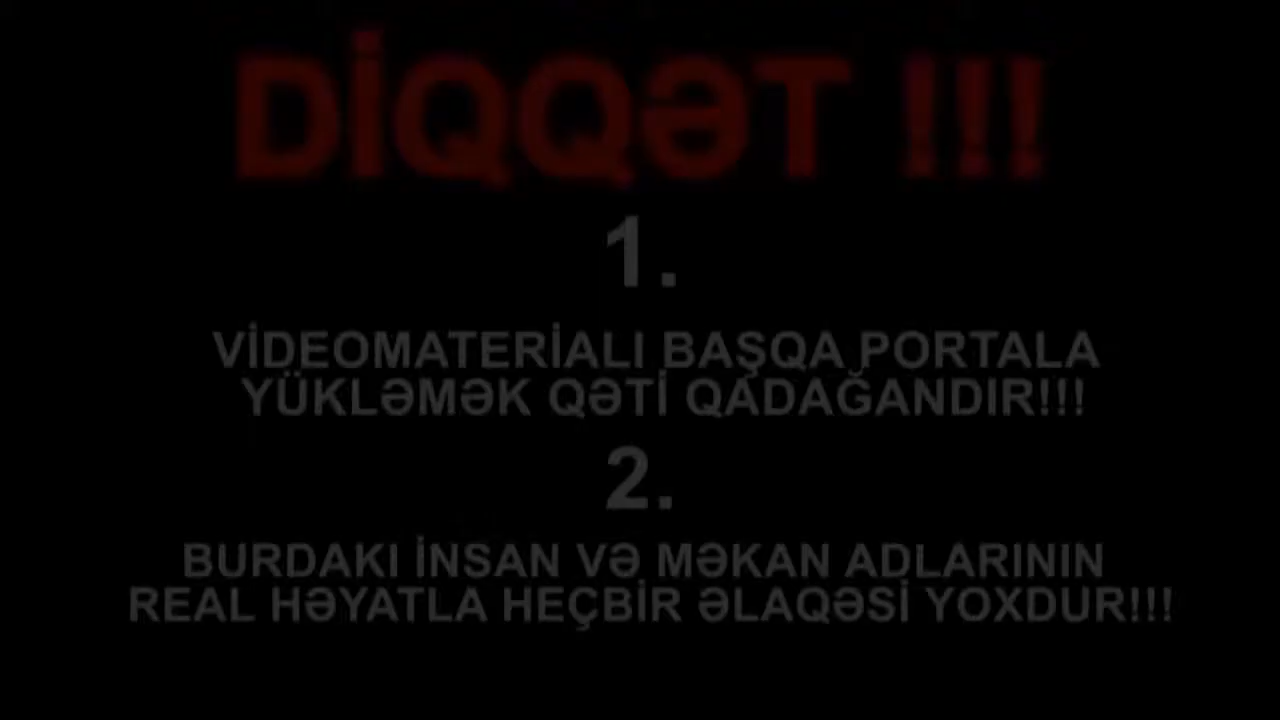 DİQQƏT !!!
1.
VİDEOMATERİALI BAŞQA PORTALA
YÜKLƏMƏK QƏTİ QADAĞANDIR!!!
2.
BURDAKI İNSAN VƏ MƏKAN ADLARININ
REAL HƏYATLA HEÇBİR ƏLAQƏSİ YOXDUR!!!